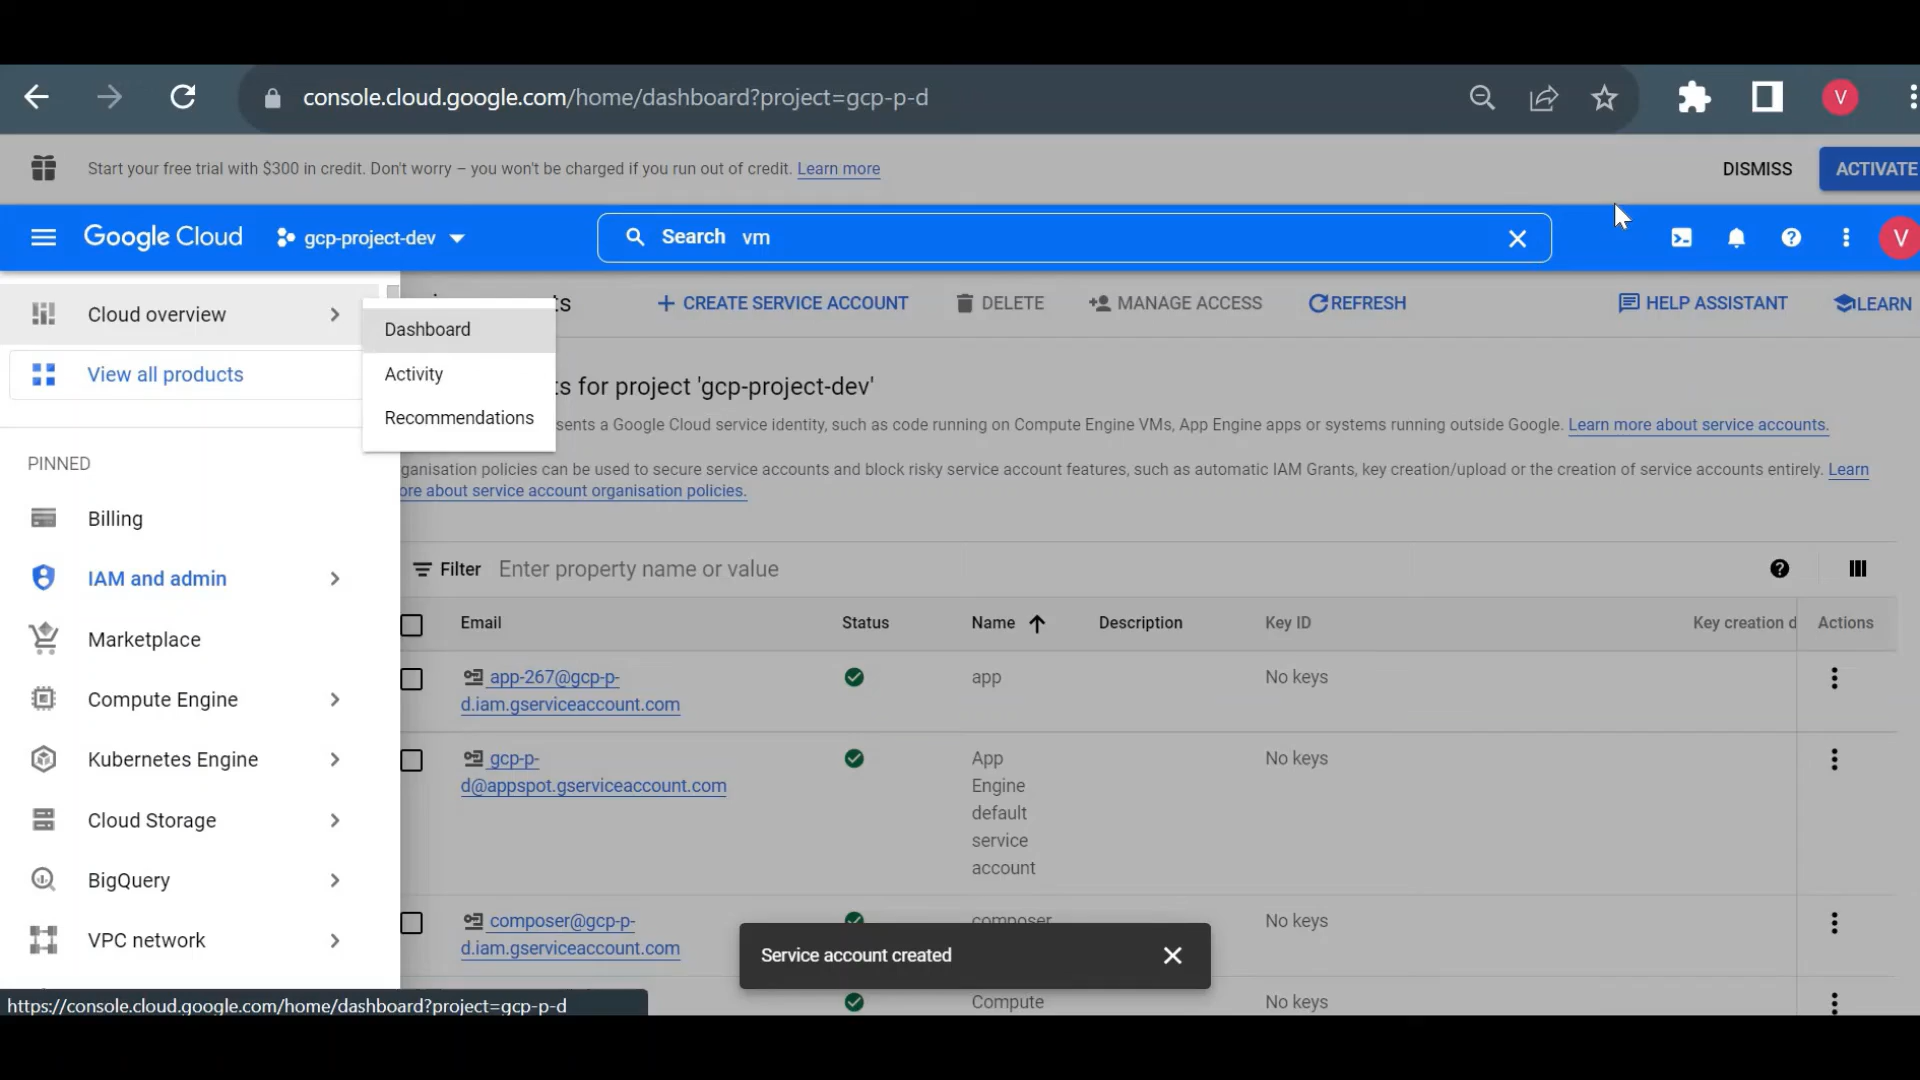 console.cloud.google.com/home/dashboard?project=gcp-p-d
V
Start your free trial with $300 in credit. Don't worry – you won't be charged if you run out of credit. Learn more
DISMISS
ACTIVATE
Google Cloud
gcp-project-dev
Search vm
V
Cloud overview
View all products
PINNED
Billing
IAM and admin
Marketplace
Compute Engine
Kubernetes Engine
Cloud Storage
BigQuery
VPC network
Dashboard
Activity
Recommendations
ts
CREATE SERVICE ACCOUNT
DELETE
MANAGE ACCESS
REFRESH
HELP ASSISTANT
LEARN
ts for project 'gcp-project-dev'
sents a Google Cloud service identity, such as code running on Compute Engine VMs, App Engine apps or systems running outside Google. Learn more about service accounts.
ganisation policies can be used to secure service accounts and block risky service account features, such as automatic IAM Grants, key creation/upload or the creation of service accounts entirely. Learn
ore about service account organisation policies.
Filter Enter property name or value
Email Status Name Description Key ID Key creation d Actions
app-267@gcp-p-
d.iam.gserviceaccount.com
app
No keys
gcp-p-
d@appspot.gserviceaccount.com
App
Engine
default
service
account
No keys
composer@gcp-p-
d.iam.gserviceaccount.com
composer
No keys
Compute
No keys
Service account created
https://console.cloud.google.com/home/dashboard?project=gcp-p-d